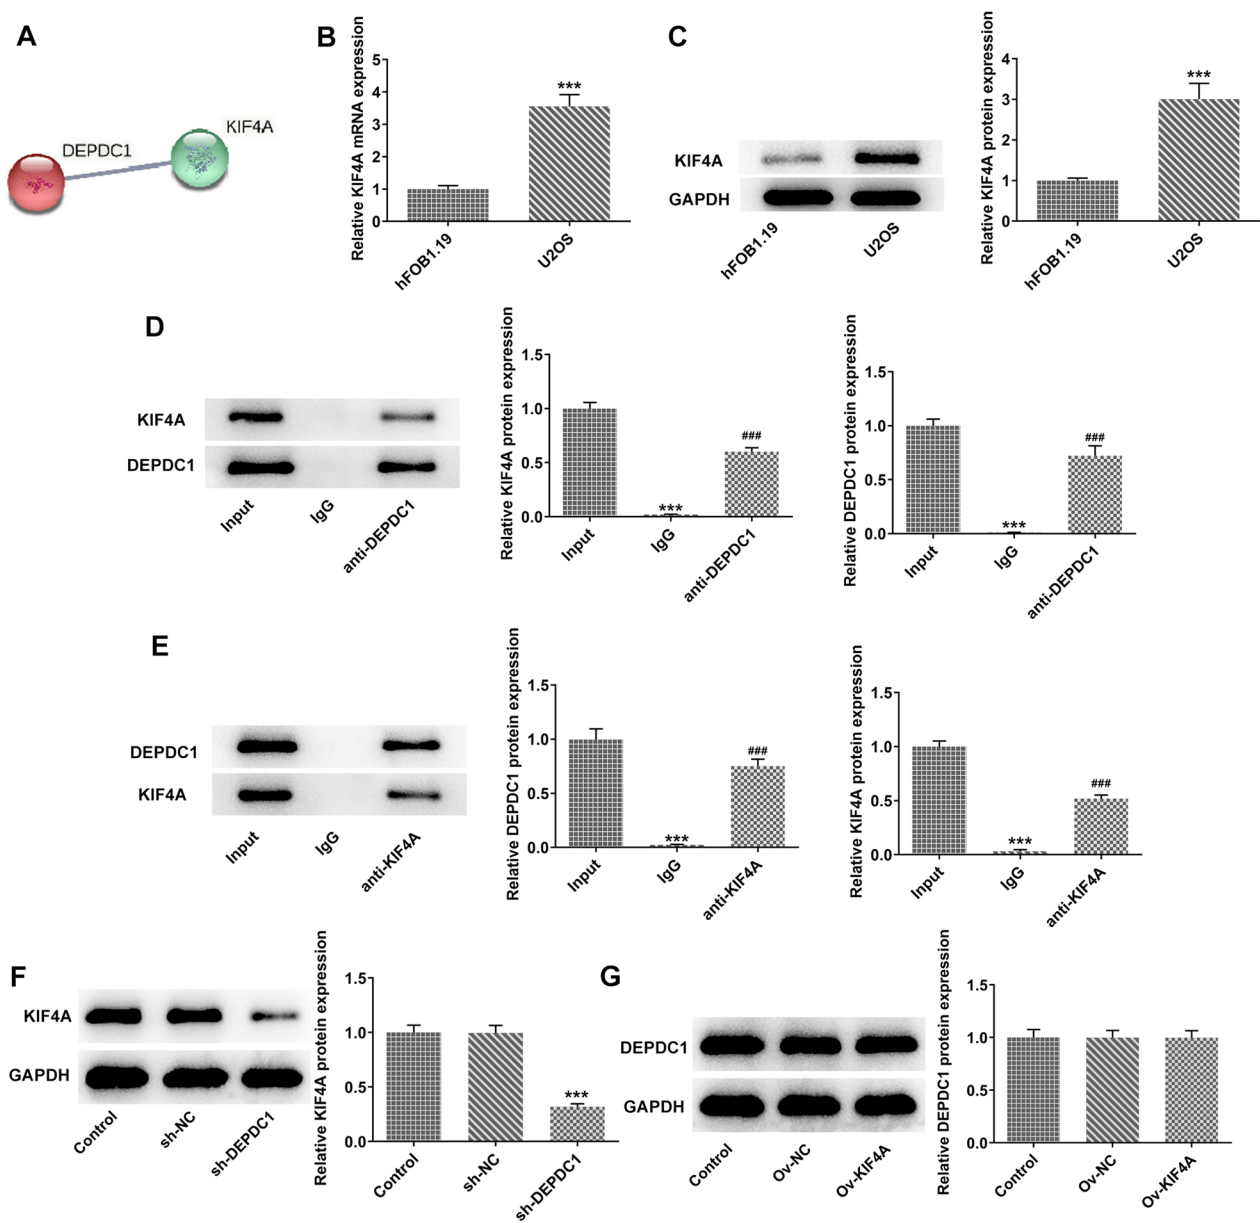 A
DEPDC1
KIF4A
B
Relative KIF4A mRNA expression
5
4
3
2
1
0
***
hFOB1.19
U2OS
C
KIF4A
GAPDH
hFOB1.19
U2OS
Relative KIF4A protein expression
4
3
2
1
0
***
hFOB1.19
U2OS
D
KIF4A
DEPDC1
Input
IgG
anti-DEPDC1
Relative KIF4A protein expression
1.5
1.0
0.5
0.0
***
###
Input
IgG
anti-DEPDC1
Relative DEPDC1 protein expression
1.5
1.0
0.5
0.0
***
###
Input
IgG
anti-DEPDC1
E
DEPDC1
KIF4A
Input
IgG
anti-KIF4A
Relative DEPDC1 protein expression
1.5
1.0
0.5
0.0
***
###
Input
IgG
anti-KIF4A
Relative KIF4A protein expression
1.5
1.0
0.5
0.0
***
###
Input
IgG
anti-KIF4A
F
KIF4A
GAPDH
Control
sh-NC
sh-DEPDC1
Relative KIF4A protein expression
1.5
1.0
0.5
0.0
***
Control
sh-NC
sh-DEPDC1
G
DEPDC1
GAPDH
Control
Ov-NC
Ov-KIF4A
Relative DEPDC1 protein expression
1.5
1.0
0.5
0.0
Control
Ov-NC
Ov-KIF4A